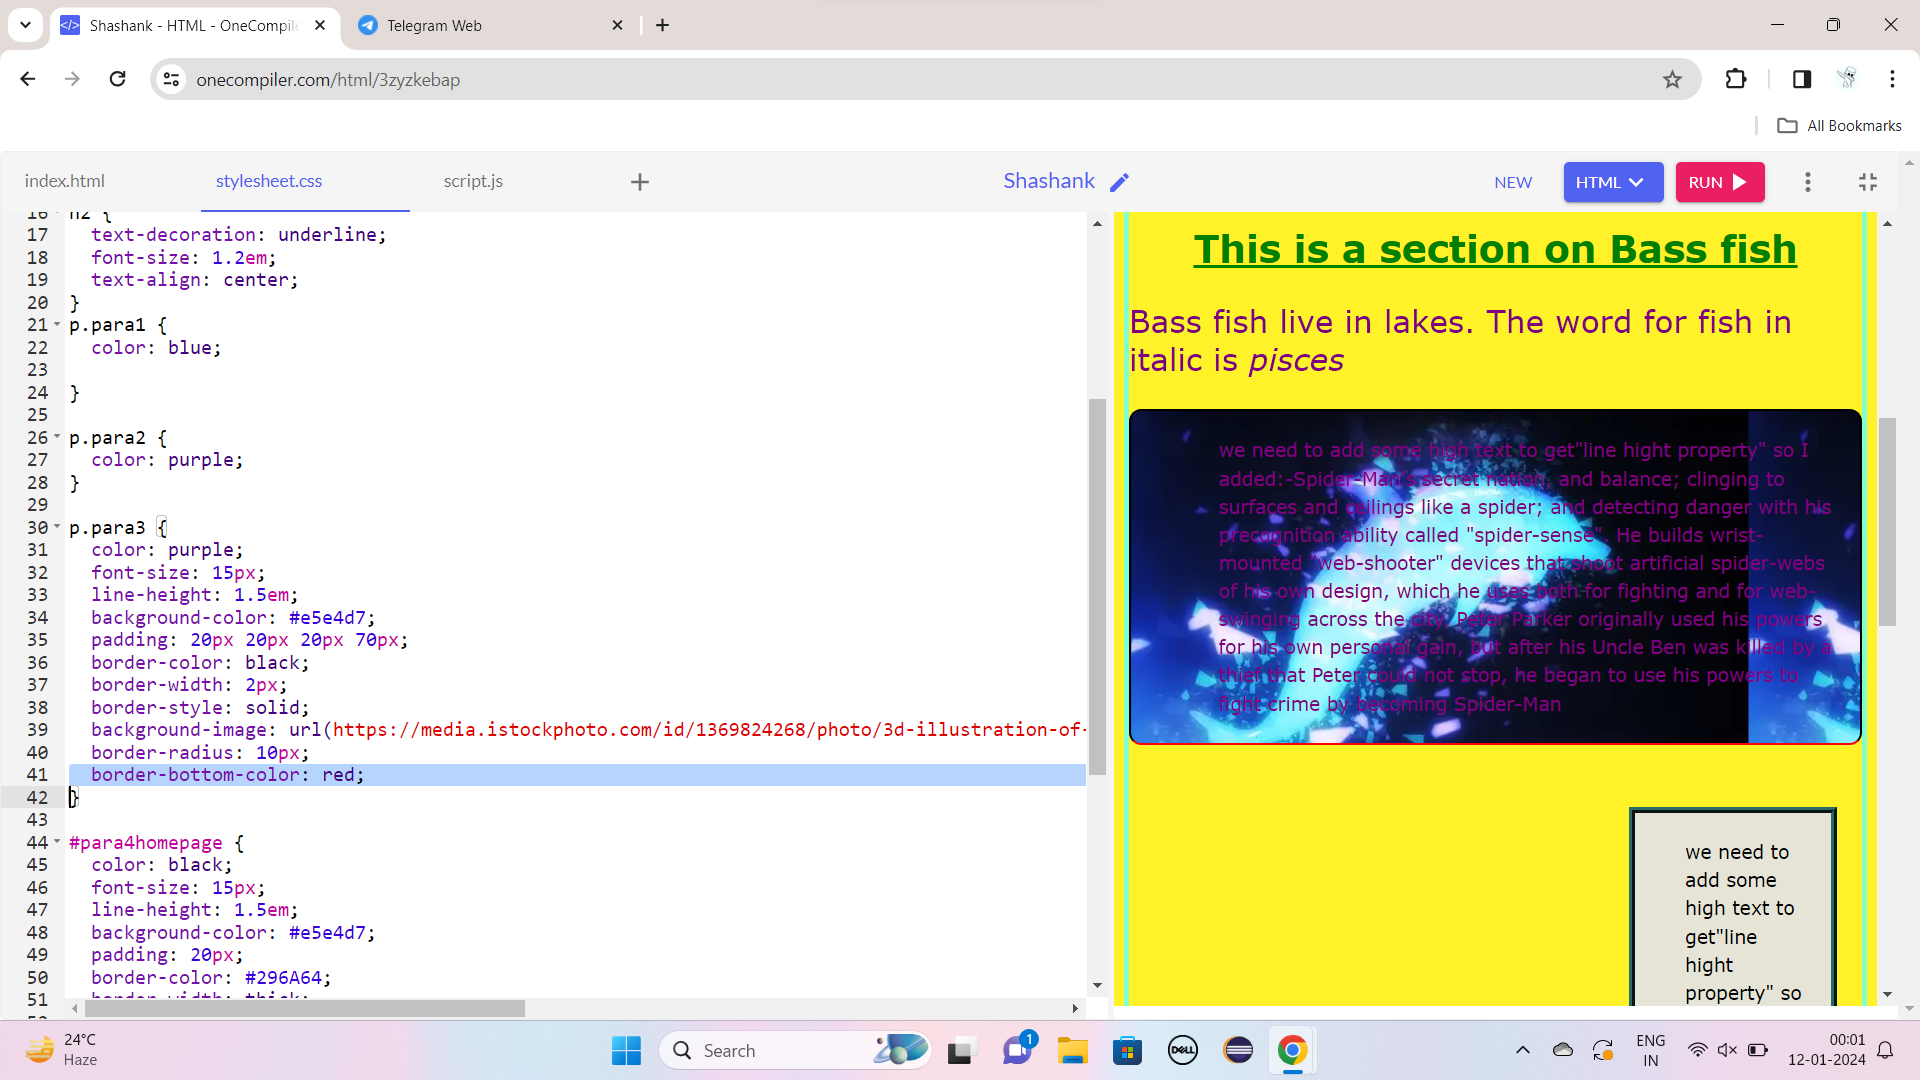 Shashank - HTML - OneCompile
Telegram Web
onecompiler.com/html/3zyzkebap
All Bookmarks
index.html
stylesheet.css
script.js
Shashank
NEW
HTML
RUN
16 h2 {
17 text-decoration: underline;
18 font-size: 1.2em;
19 text-align: center;
20 }
21 p.para1 {
22 color: blue;
23
24 }
25
26 p.para2 {
27 color: purple;
28 }
29
30 p.para3 {
31 color: purple;
32 font-size: 15px;
33 line-height: 1.5em;
34 background-color: #e5e4d7;
35 padding: 20px 20px 20px 70px;
36 border-color: black;
37 border-width: 2px;
38 border-style: solid;
39 background-image: url(https://media.istockphoto.com/id/1369824268/photo/3d-illustration-of-
40 border-radius: 10px;
41 border-bottom-color: red;
42 }
43
44 #para4homepage {
45 color: black;
46 font-size: 15px;
47 line-height: 1.5em;
48 background-color: #e5e4d7;
49 padding: 20px;
50 border-color: #296A64;
51 border-width: thick;
This is a section on Bass fish
Bass fish live in lakes. The word for fish in
italic is pisces
we need to add some high text to get"line hight property" so I
added:-Spider-Man's secret nation, and balance; clinging to
surfaces and ceilings like a spider; and detecting danger with his
precognition ability called "spider-sense". He builds wrist-
mounted "web-shooter" devices that shoot artificial spider-webs
of his own design, which he uses both for fighting and for web-
swinging across the city. Peter Parker originally used his powers
for his own personal gain, but after his Uncle Ben was killed by a
thief that Peter could not stop, he began to use his powers to
fight crime by becoming Spider-Man
we need to
add some
high text to
get"line
hight
property" so
24°C
Haze
Search
1
DELL
ENG
IN
00:01
12-01-2024